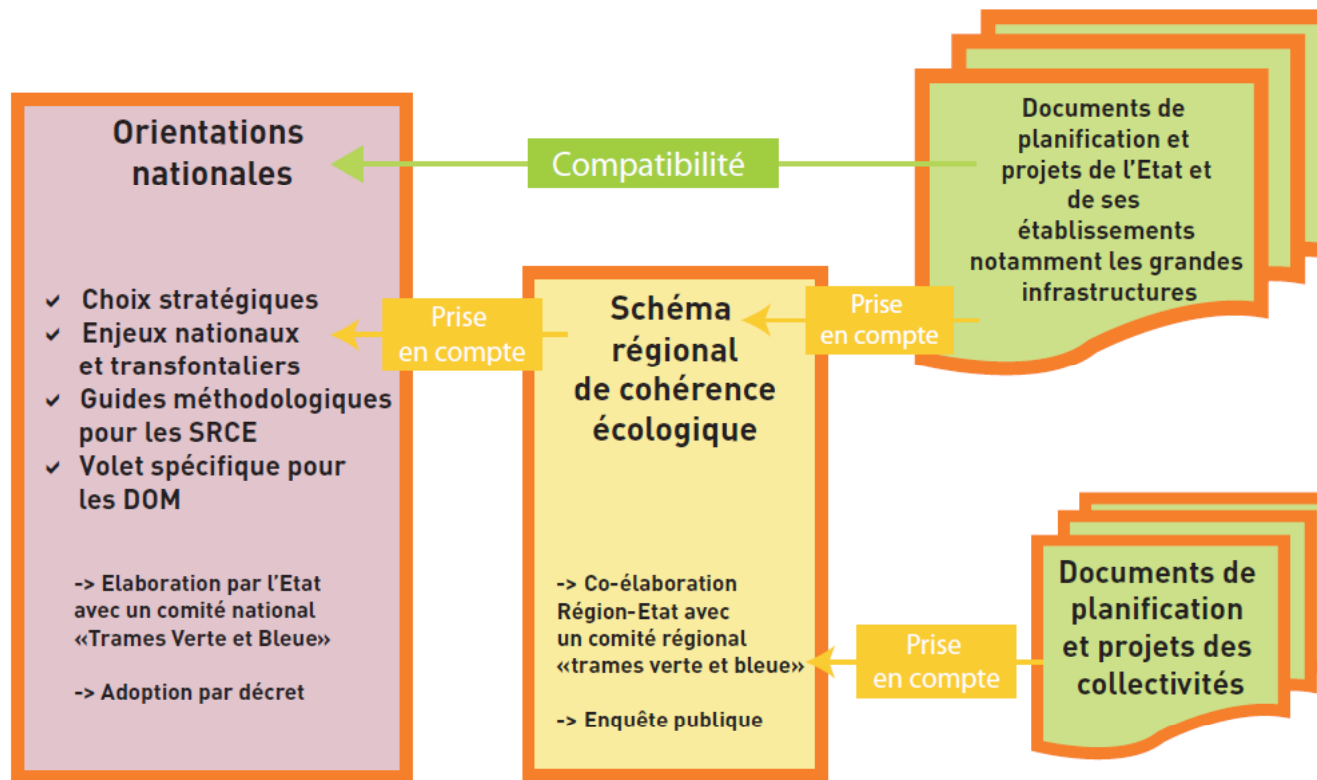 Orientations
nationales
✓ Choix stratégiques
✓ Enjeux nationaux
et transfontaliers
✓ Guides méthodologiques
pour les SRCE
✓ Volet spécifique pour
les DOM
-> Elaboration par l'Etat
avec un comité national
«Trames Verte et Bleue»
-> Adoption par décret
Compatibilité
Prise
en compte
Schéma
régional
de cohérence
écologique
-> Co-élaboration
Région-Etat avec
un comité régional
«trames verte et bleue»
-> Enquête publique
Prise
en compte
Documents de
planification et
projets de l'Etat et
de ses
établissements
notamment les grandes
infrastructures
Prise
en compte
Documents de
planification
et projets des
collectivités